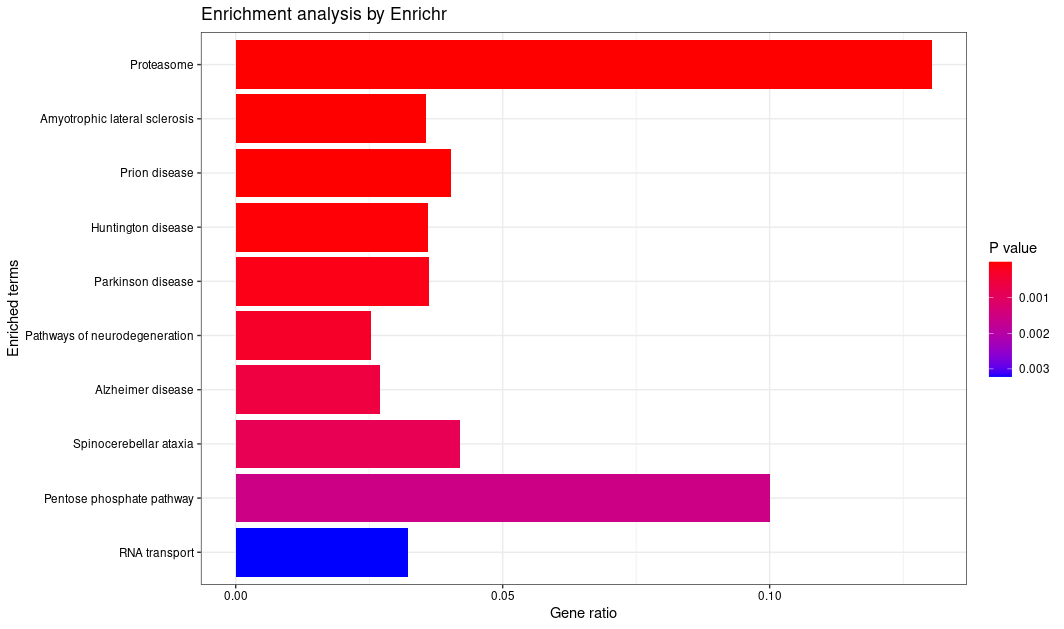 Enrichment analysis by Enrichr
Proteasome
Amyotrophic lateral sclerosis
Prion disease
Huntington disease
Parkinson disease
Pathways of neurodegeneration
Alzheimer disease
Spinocerebellar ataxia
Pentose phosphate pathway
RNA transport
Enriched terms
0.00
0.05
0.10
Gene ratio
P value
0.001
0.002
0.003